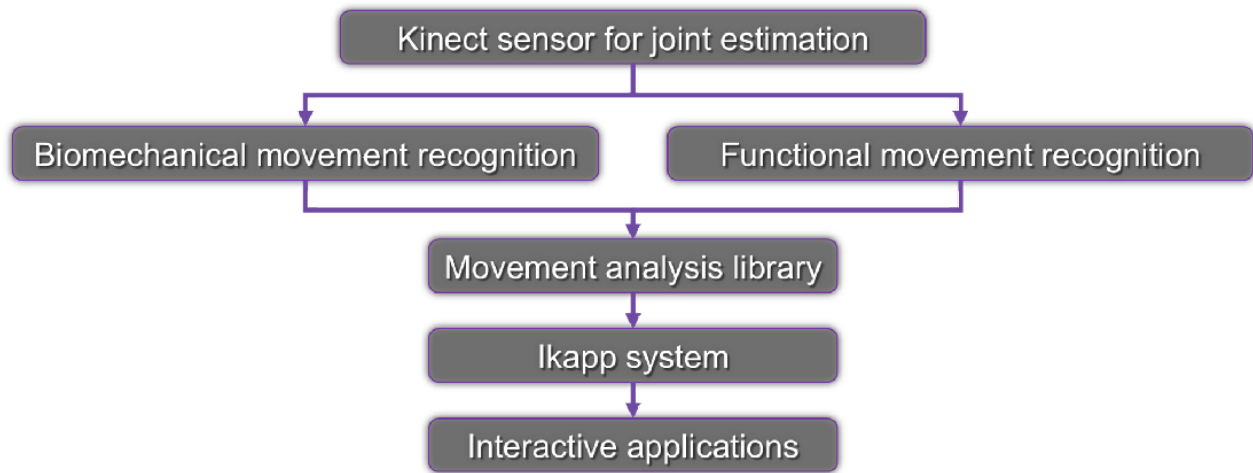 Kinect sensor for joint estimation
Biomechanical movement recognition
Functional movement recognition
Movement analysis library
Ikapp system
Interactive applications